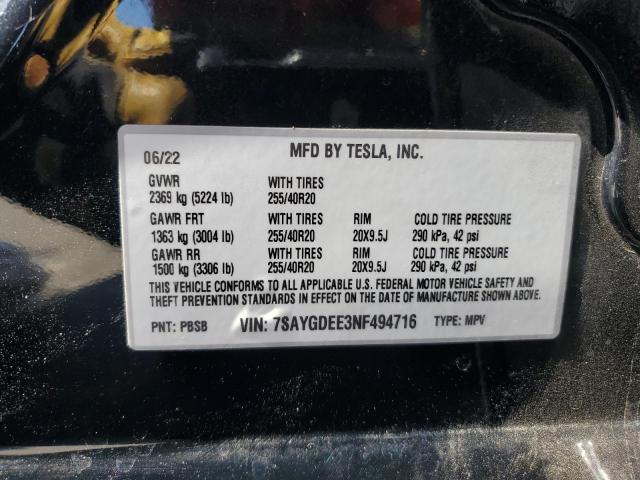 06/22 MFD BY TESLA, INC.
GVWR WITH TIRES
2369 kg (5224 lb) 255/40R20
GAWR FRT WITH TIRES RIM COLD TIRE PRESSURE
1363 kg (3004 lb) 255/40R20 20X9.5J 290 kPa, 42 psi
GAWR RR WITH TIRES RIM COLD TIRE PRESSURE
1500 kg (3306 lb) 255/40R20 20X9.5J 290 kPa, 42 psi
THIS VEHICLE CONFORMS TO ALL APPLICABLE U.S. FEDERAL MOTOR VEHICLE SAFETY AND
THEFT PREVENTION STANDARDS IN EFFECT ON THE DATE OF MANUFACTURE SHOWN ABOVE.
PNT: PBSB VIN: 7SAYGDEE3NF494716 TYPE: MPV